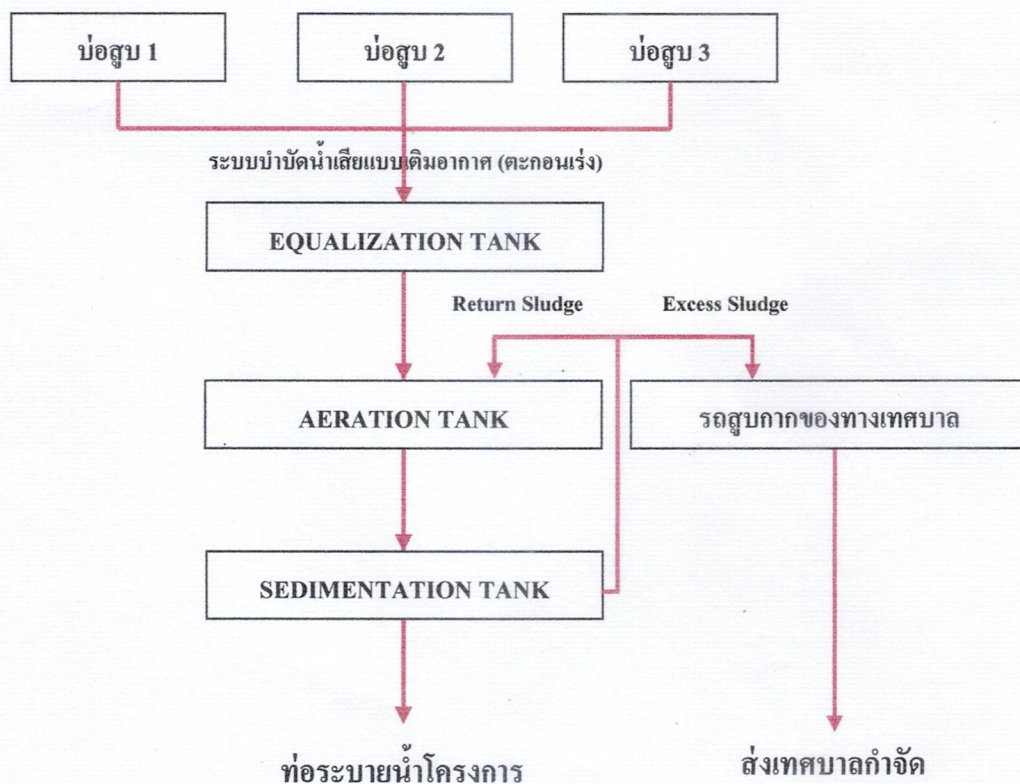 บ่อสูบ 1
บ่อสูบ 2
บ่อสูบ 3
ระบบบำบัดน้ำเสียแบบเติมอากาศ (ตะกอนเร่ง)
EQUALIZATION TANK
Return Sludge
Excess Sludge
AERATION TANK
รถสูบกากของทางเทศบาล
SEDIMENTATION TANK
ท่อระบายน้ำโครงการ
ส่งเทศบาลกำจัด